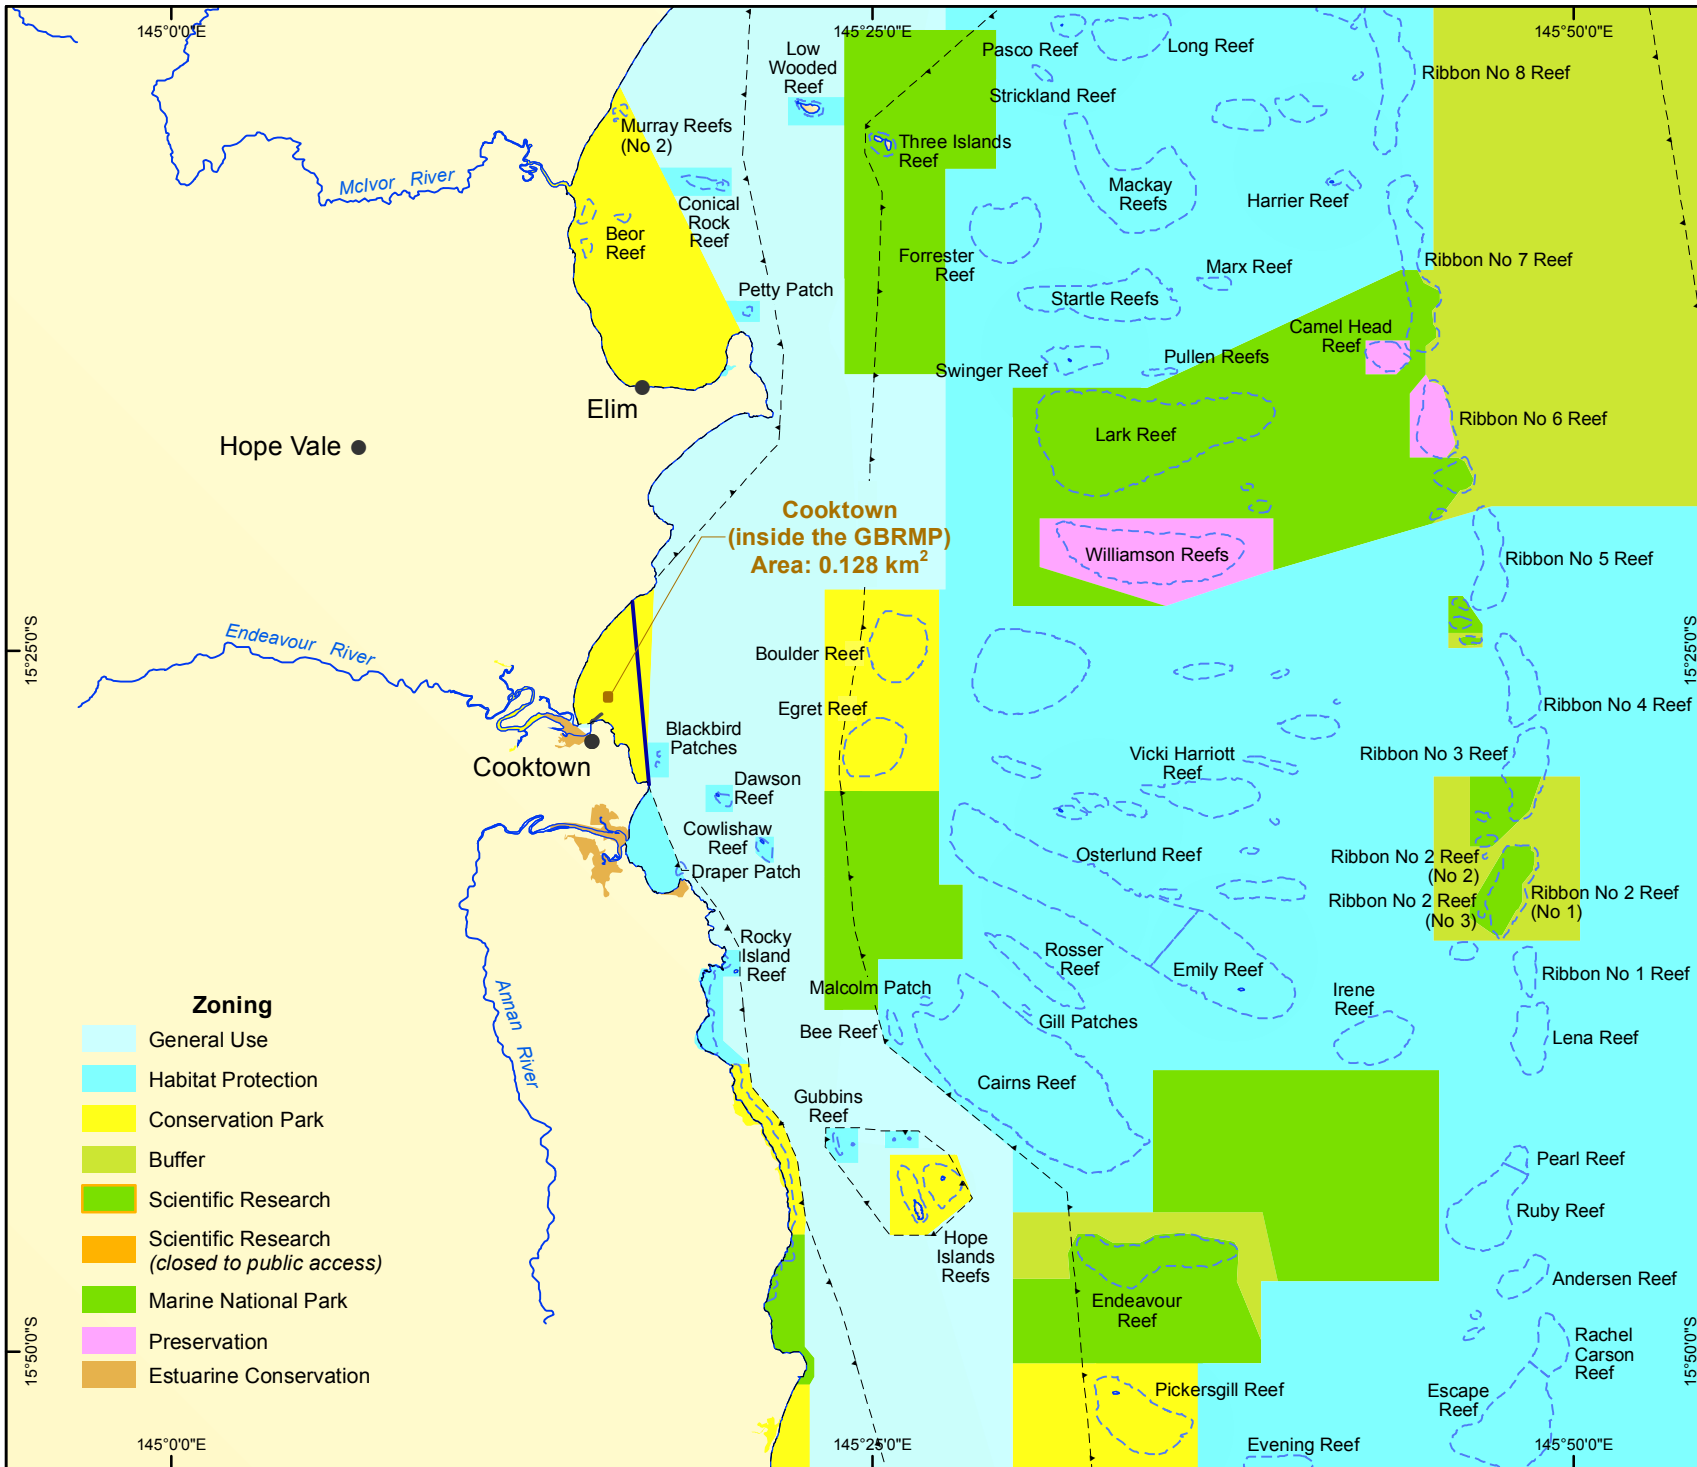 145°0'0"E
145°25'0"E
145°50'0"E
Low
Wooded
Reef
Pasco Reef
Long Reef
Ribbon No 8 Reef
Strickland Reef
Murray Reefs
(No 2)
Three Islands
Reef
McIvor River
Mackay
Reefs
Harrier Reef
Conical
Rock
Reef
Beor
Reef
Forrester
Reef
Marx Reef
Ribbon No 7 Reef
Petty Patch
Startle Reefs
Camel Head
Reef
Swinger Reef
Pullen Reefs
Elim
Hope Vale
Lark Reef
Ribbon No 6 Reef
Cooktown
(inside the GBRMP)
Area: 0.128 km²
Williamson Reefs
Ribbon No 5 Reef
15°25'0"S
15°25'0"S
Endeavour River
Boulder Reef
Egret Reef
Ribbon No 4 Reef
Blackbird
Patches
Cooktown
Vicki Harriott
Reef
Ribbon No 3 Reef
Dawson
Reef
Cowlishaw
Reef
Draper Patch
Osterlund Reef
Ribbon No 2 Reef
(No 2)
Ribbon No 2 Reef
(No 3)
Ribbon No 2 Reef
(No 1)
Rocky
Island
Reef
Rosser
Reef
Emily Reef
Ribbon No 1 Reef
Malcolm Patch
Irene
Reef
Bee Reef
Gill Patches
Lena Reef
Annan River
Cairns Reef
Gubbins
Reef
Pearl Reef
Ruby Reef
Hope
Islands
Reefs
Andersen Reef
Endeavour
Reef
Rachel
Carson
Reef
Pickersgill Reef
Escape
Reef
Evening Reef
Zoning
General Use
Habitat Protection
Conservation Park
Buffer
Scientific Research
Scientific Research
(closed to public access)
Marine National Park
Preservation
Estuarine Conservation
15°50'0"S
15°50'0"S
145°0'0"E
145°25'0"E
145°50'0"E